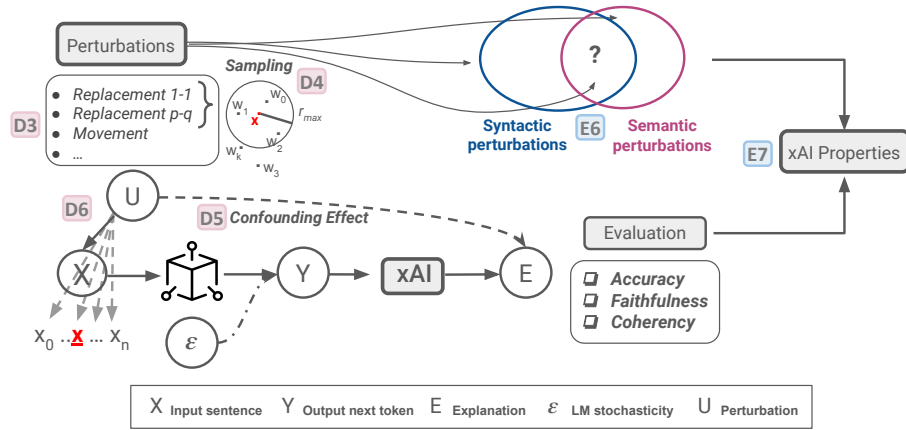 Perturbations
Sampling
D4
D3
Replacement 1-1
Replacement p-q
Movement
...
w0
w1
x
rmax
w2
wk
w3
?
Syntactic
perturbations
E6
Semantic
perturbations
E7
xAI Properties
D6
U
D5
Confounding Effect
X
Y
xAI
E
ε
x0 ..x ... xn
Evaluation
Accuracy
Faithfulness
Coherency
X Input sentence Y Output next token E Explanation ε LM stochasticity U Perturbation